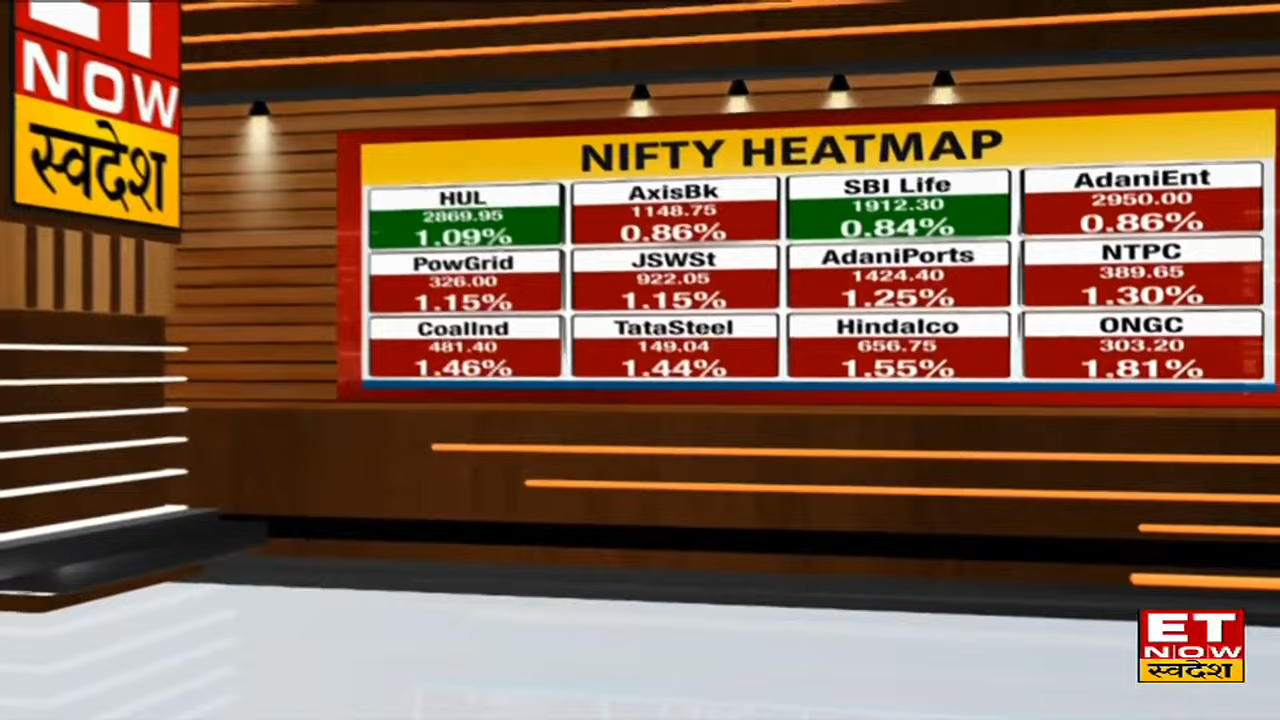 ET
NOW
स्वदेश
NIFTY HEATMAP
HUL
2869.95
1.09%
AxisBk
1148.75
0.86%
SBI Life
1912.30
0.84%
AdaniEnt
2950.00
0.86%
PowGrid
326.00
1.15%
JSWSt
922.05
1.15%
AdaniPorts
1424.40
1.25%
NTPC
389.65
1.30%
CoalInd
481.40
1.46%
TataSteel
149.04
1.44%
Hindalco
656.75
1.55%
ONGC
303.20
1.81%
ET
NOW
स्वदेश